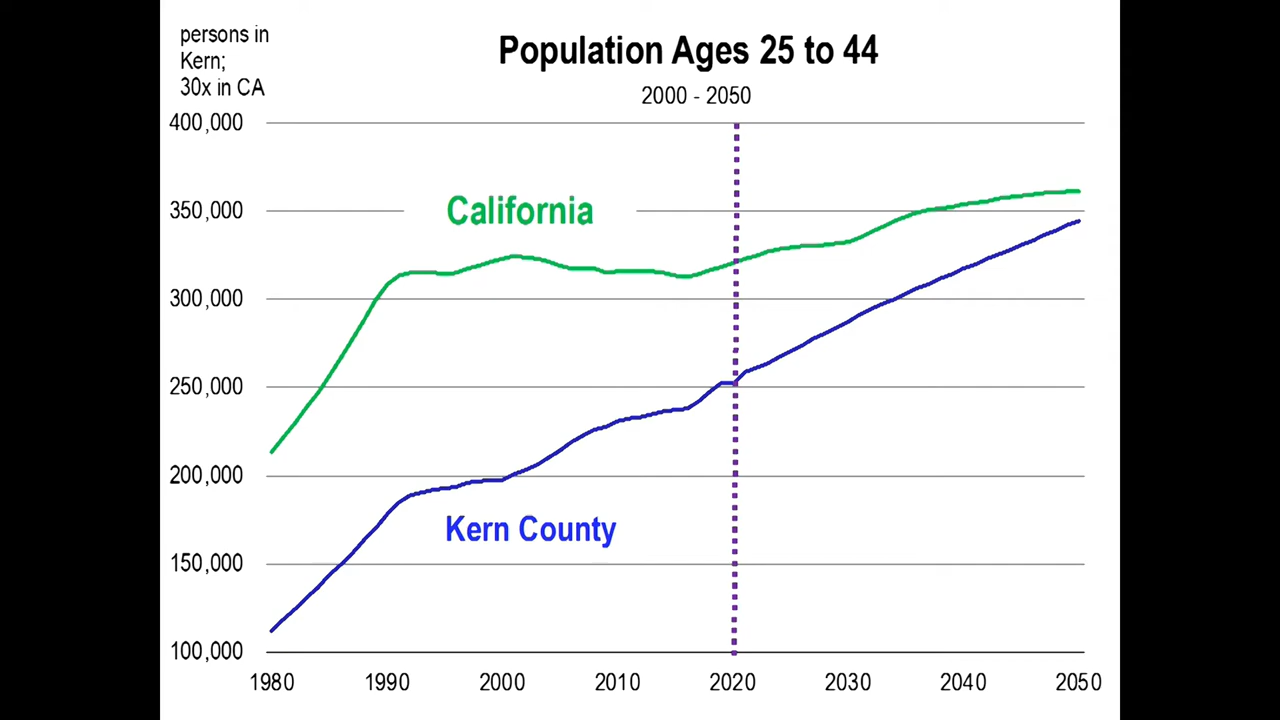 persons in
Kern;
30x in CA
Population Ages 25 to 44
2000 - 2050
400,000
350,000
300,000
250,000
200,000
150,000
100,000
California
Kern County
1980 1990 2000 2010 2020 2030 2040 2050